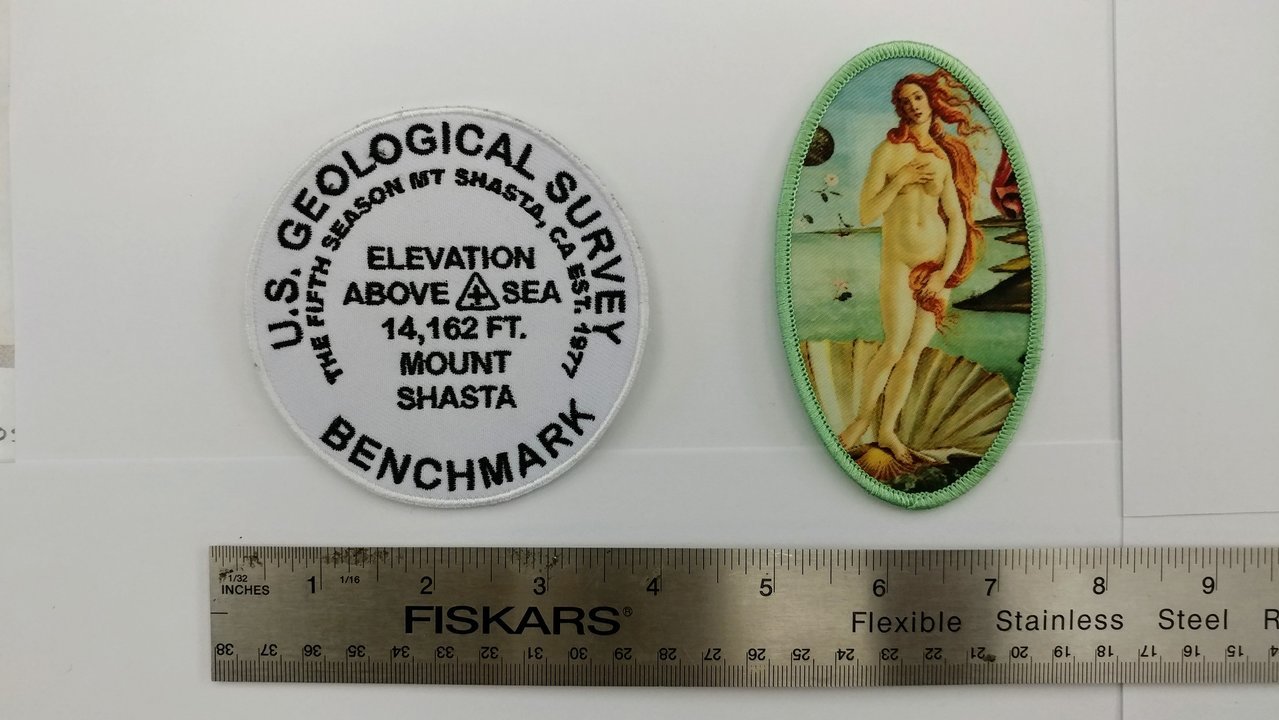 U.S. GEOLOGICAL SURVEY
THE FIFTH SEASON MT SHASTA, CA EST. 1977
ELEVATION
ABOVE SEA
14,162 FT.
MOUNT
SHASTA
BENCHMARK
1/32 1 1/16 2 3 4 5 6 7 8 9
INCHES
FISKARS® Flexible Stainless Steel R
38 37 36 35 34 33 32 31 30 29 28 27 26 25 24 23 22 21 20 19 18 17 16 15